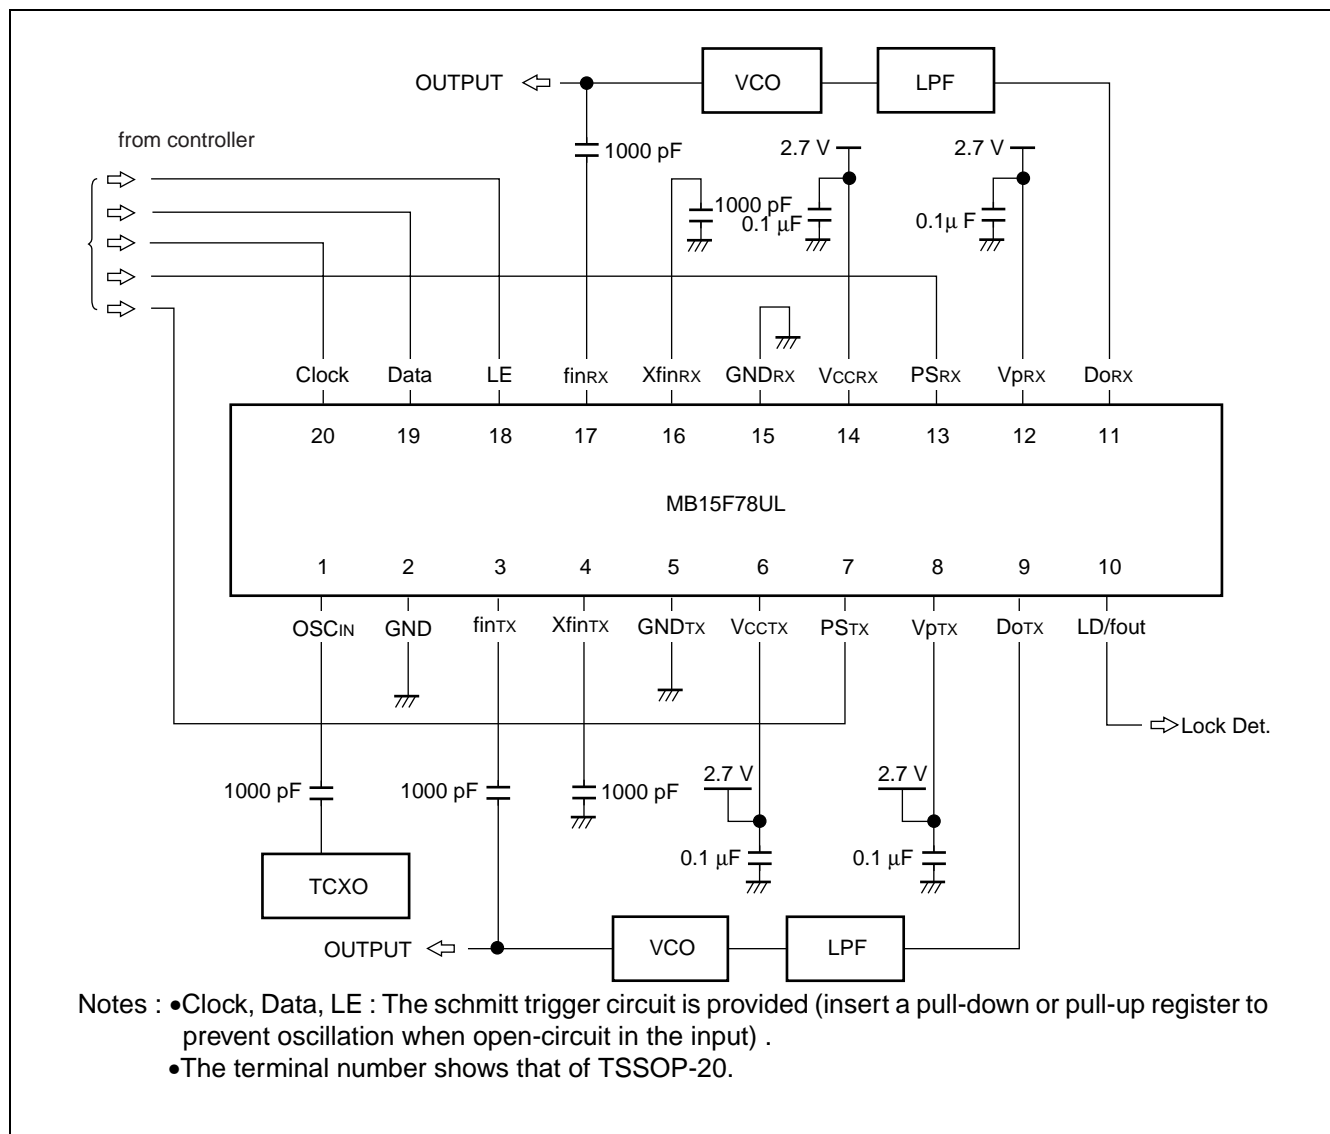 OUTPUT
VCO
LPF
from controller
1000 pF
2.7 V
2.7 V
1000 pF
0.1 μF
0.1μ F
Clock Data LE finRX XfinRX GNDRX VCCRX PSRX VpRX DoRX
20 19 18 17 16 15 14 13 12 11
MB15F78UL
1 2 3 4 5 6 7 8 9 10
OSCIN GND finTX XfinTX GNDTX VCCTX PSTX VpTX DoTX LD/fout
Lock Det.
1000 pF
1000 pF
1000 pF
2.7 V
2.7 V
0.1 μF
0.1 μF
TCXO
OUTPUT
VCO
LPF
Notes : •Clock, Data, LE : The schmitt trigger circuit is provided (insert a pull-down or pull-up register to
prevent oscillation when open-circuit in the input) .
•The terminal number shows that of TSSOP-20.